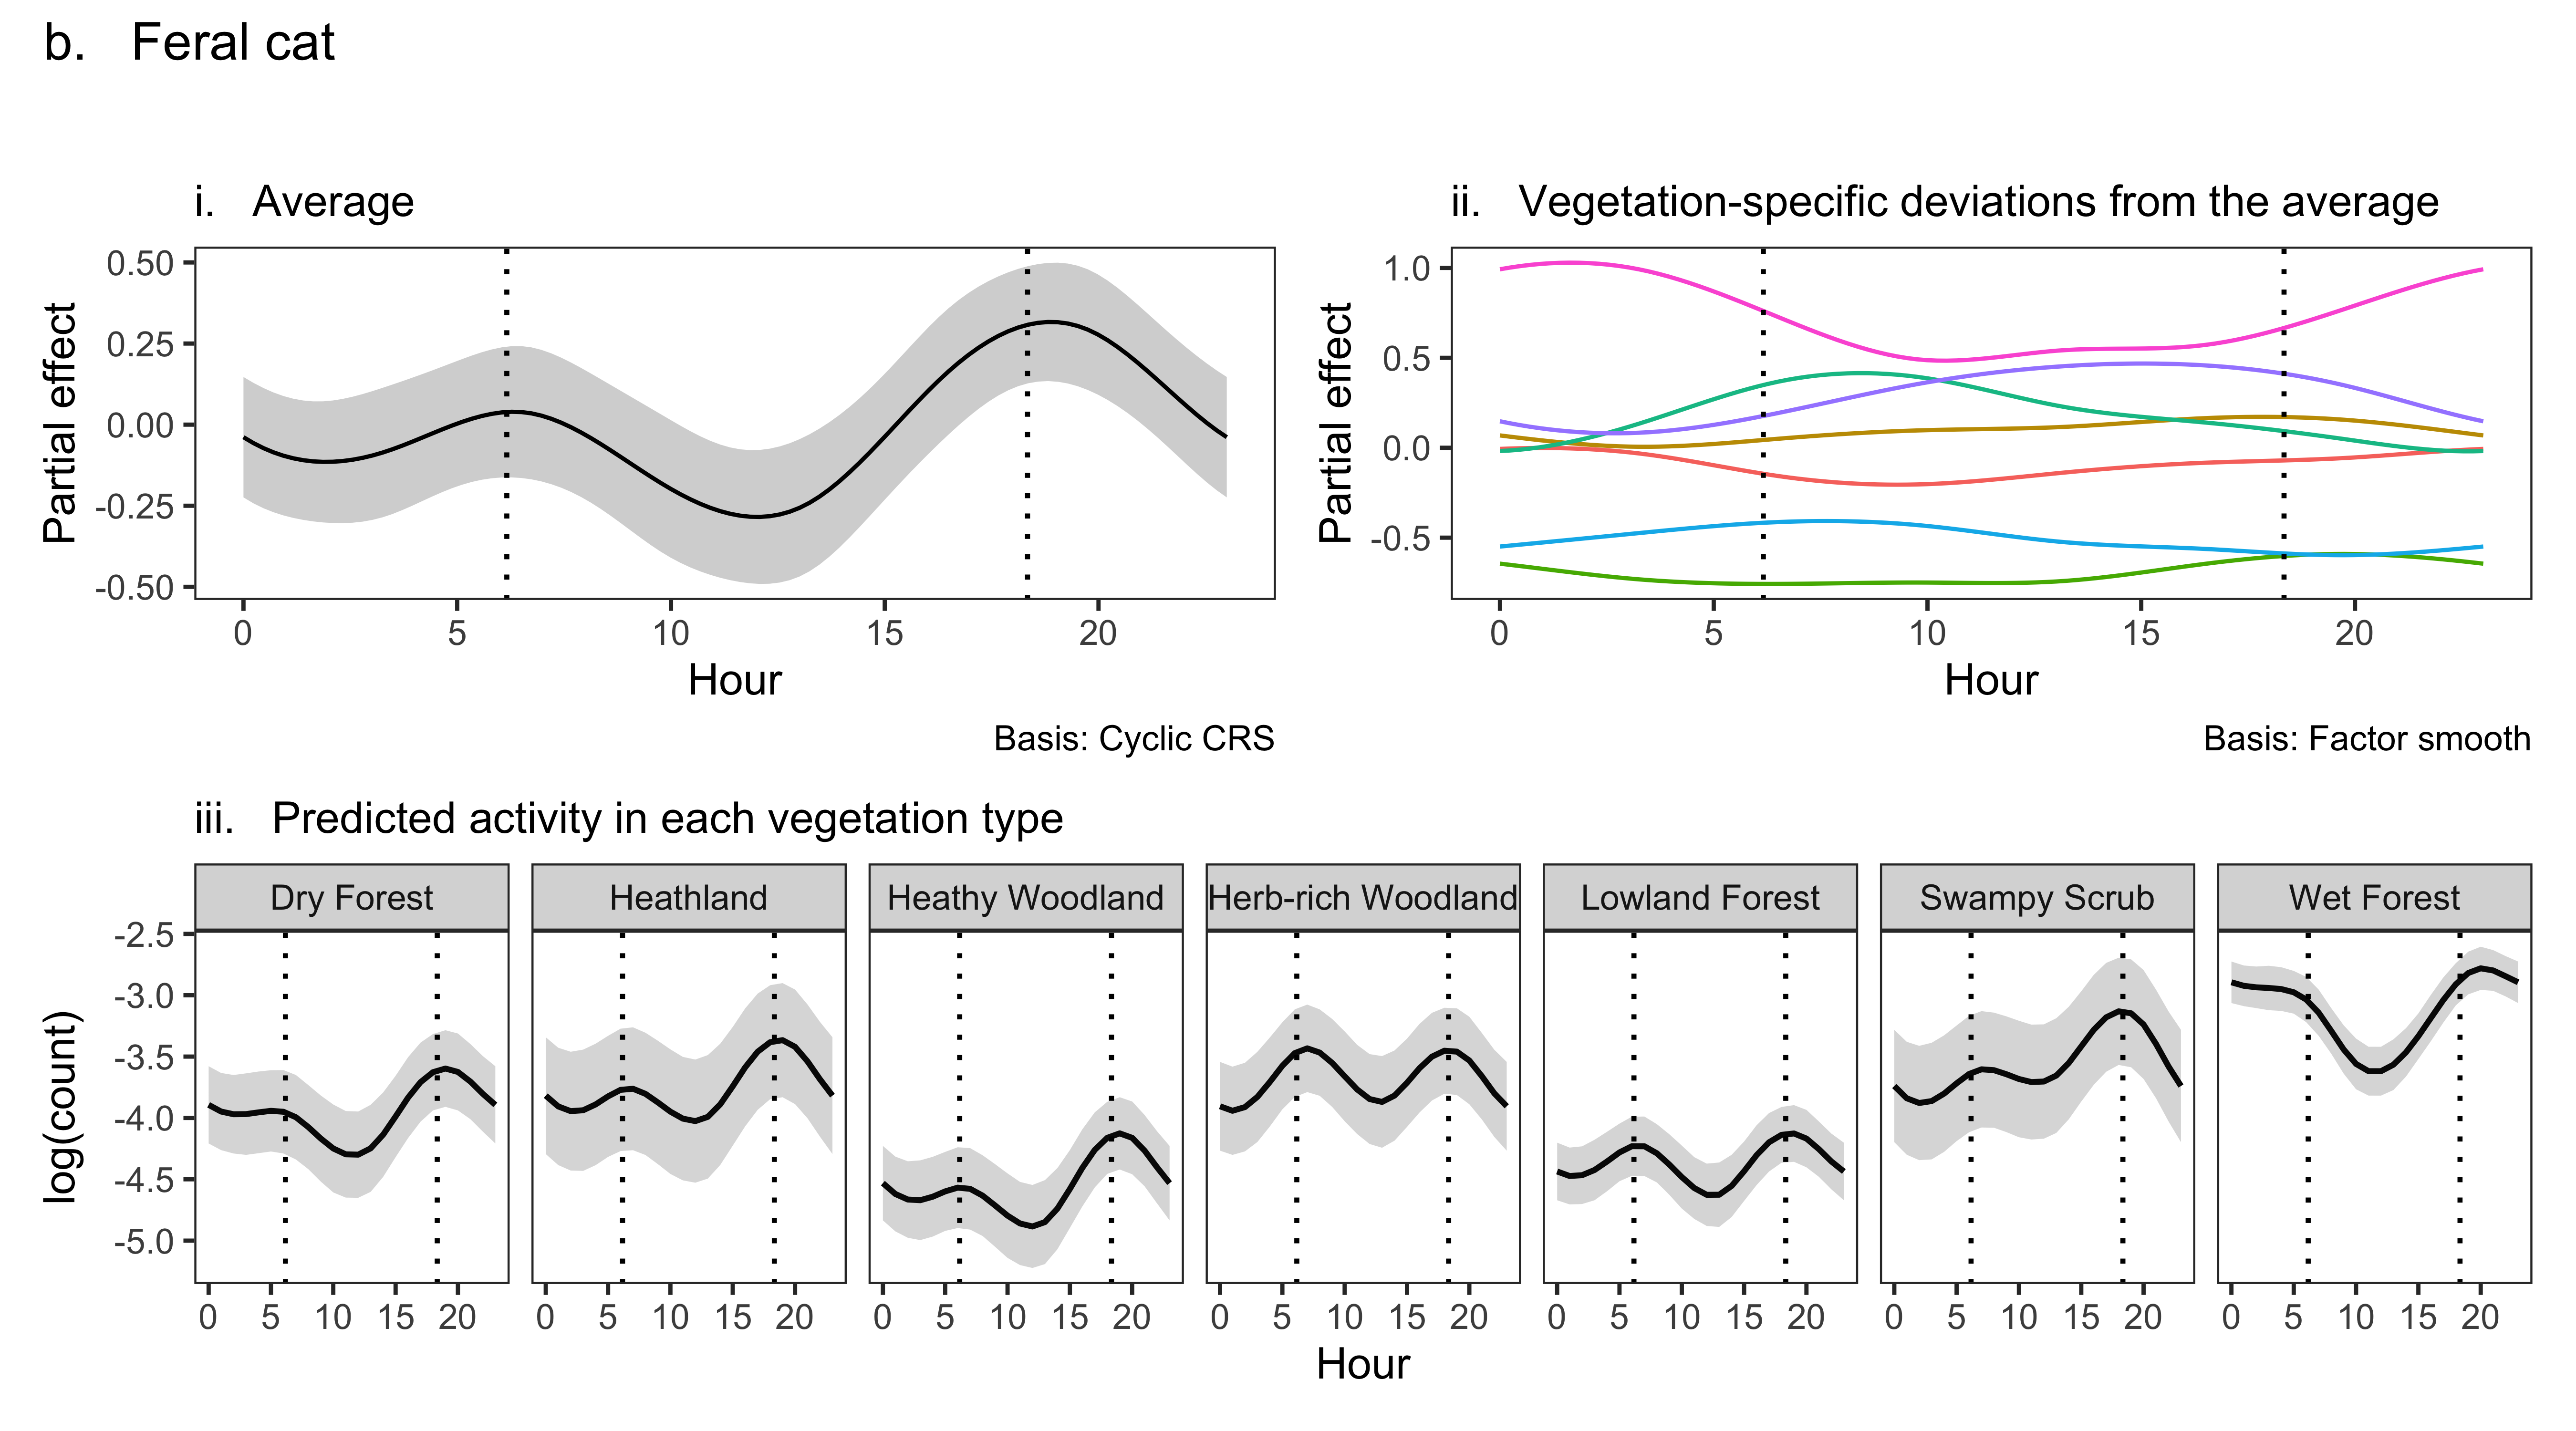 b. Feral cat
i. Average
ii. Vegetation-specific deviations from the average
Partial effect
0.50
0.25
0.00
-0.25
-0.50
0 5 10 15 20
Hour
Basis: Cyclic CRS
Partial effect
1.0
0.5
0.0
-0.5
0 5 10 15 20
Hour
Basis: Factor smooth
iii. Predicted activity in each vegetation type
Dry Forest Heathland Heathy Woodland Herb-rich Woodland Lowland Forest Swampy Scrub Wet Forest
log(count)
-2.5
-3.0
-3.5
-4.0
-4.5
-5.0
0 5 10 15 20 0 5 10 15 20 0 5 10 15 20 0 5 10 15 20 0 5 10 15 20 0 5 10 15 20 0 5 10 15 20
Hour